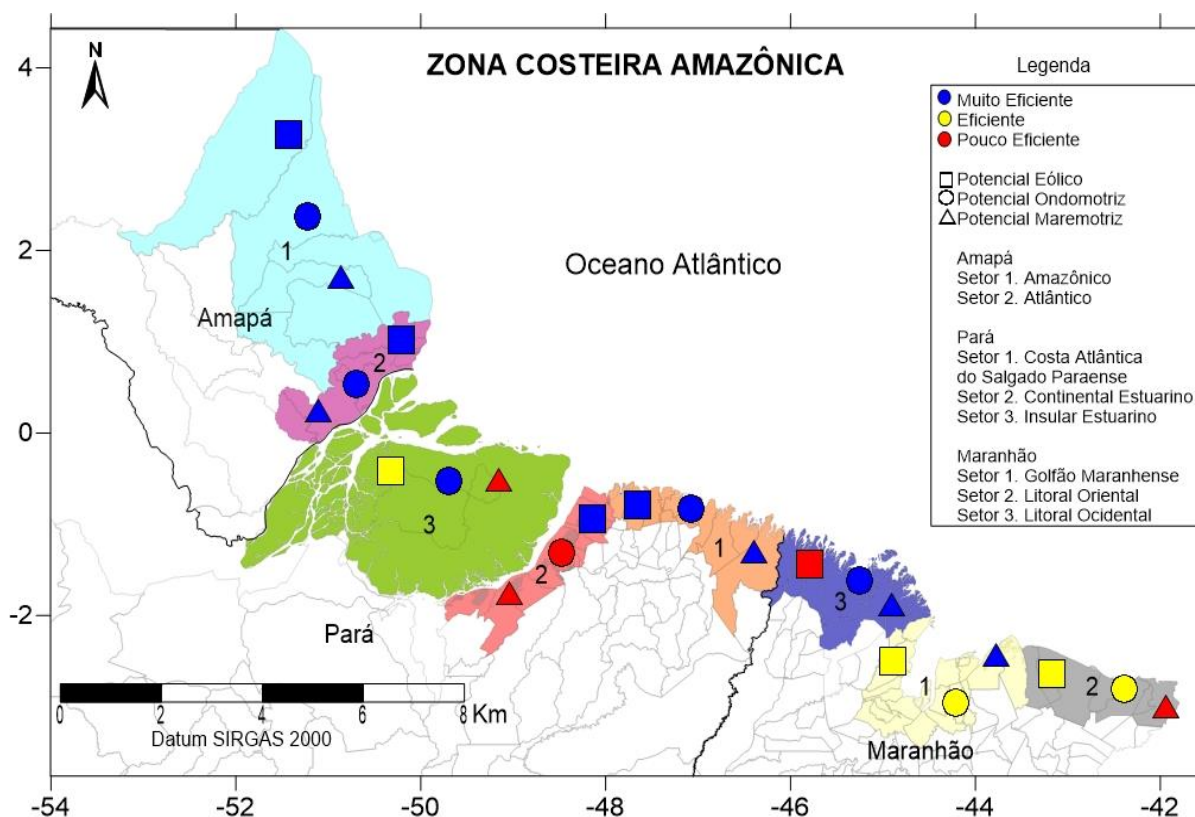 ZONA COSTEIRA AMAZÔNICA
N
Legenda
Muito Eficiente
Eficiente
Pouco Eficiente
Potencial Eólico
Potencial Ondomotriz
Potencial Maremotriz
Amapá
Setor 1. Amazônico
Setor 2. Atlântico
Pará
Setor 1. Costa Atlântica
do Salgado Paraense
Setor 2. Continental Estuarino
Setor 3. Insular Estuarino
Maranhão
Setor 1. Golfão Maranhense
Setor 2. Litoral Oriental
Setor 3. Litoral Ocidental
4
2
0
-2
1
Oceano Atlântico
Amapá
2
3
2
1
3
1
2
Pará
Maranhão
0 2 4 6 8 Km
Datum SIRGAS 2000
-54 -52 -50 -48 -46 -44 -42